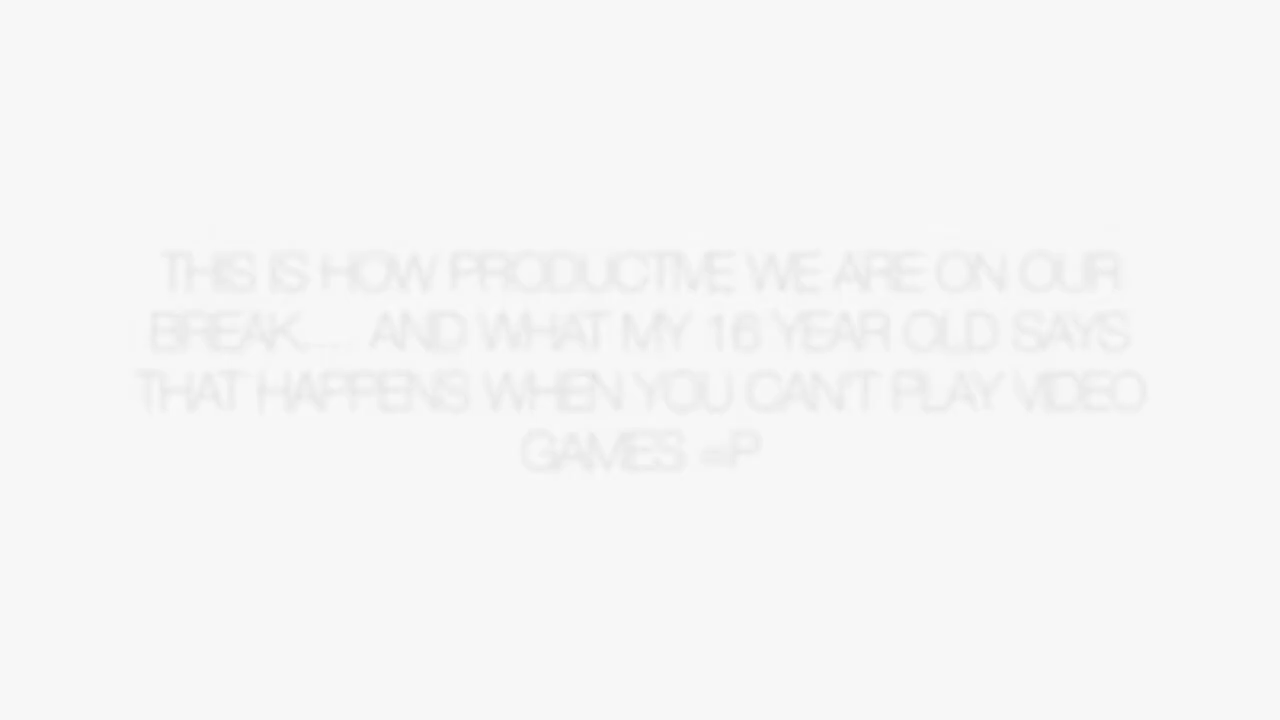 THIS IS HOW PRODUCTIVE WE ARE ON OUR
BREAK.... AND WHAT MY 16 YEAR OLD SAYS
THAT HAPPENS WHEN YOU CAN'T PLAY VIDEO
GAMES =P